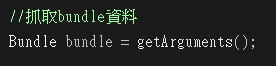 //抓取bundle資料
Bundle bundle = getArguments();